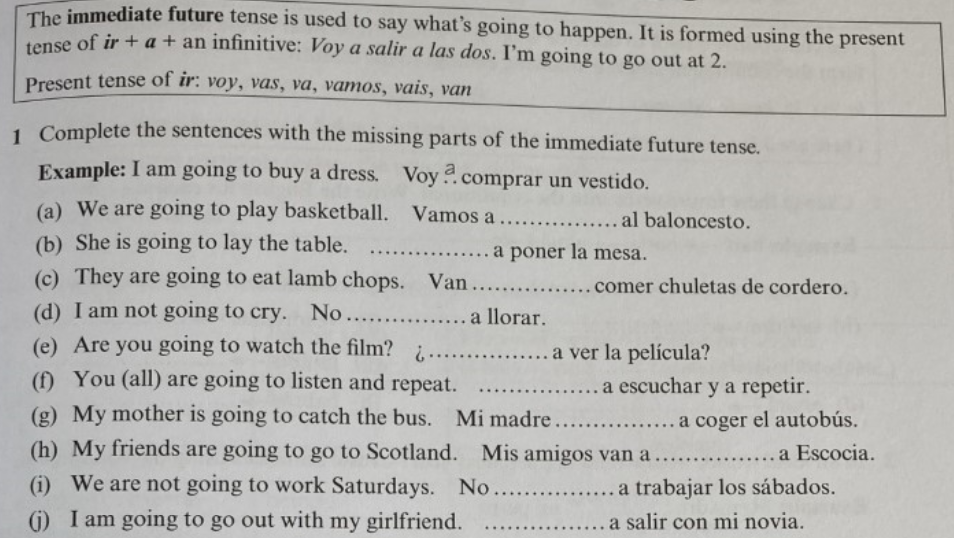 The immediate future tense is used to say what's going to happen. It is formed using the present
tense of ir + a + an infinitive: Voy a salir a las dos. I'm going to go out at 2.
Present tense of ir: voy, vas, va, vamos, vais, van
1 Complete the sentences with the missing parts of the immediate future tense.
Example: I am going to buy a dress. Voy .a. comprar un vestido.
(a) We are going to play basketball. Vamos a ................ al baloncesto.
(b) She is going to lay the table. ................ a poner la mesa.
(c) They are going to eat lamb chops. Van ................ comer chuletas de cordero.
(d) I am not going to cry. No ................ a llorar.
(e) Are you going to watch the film? ¿ ................ a ver la película?
(f) You (all) are going to listen and repeat. ................ a escuchar y a repetir.
(g) My mother is going to catch the bus. Mi madre ................ a coger el autobús.
(h) My friends are going to go to Scotland. Mis amigos van a ................ a Escocia.
(i) We are not going to work Saturdays. No ................ a trabajar los sábados.
(j) I am going to go out with my girlfriend. ................ a salir con mi novia.